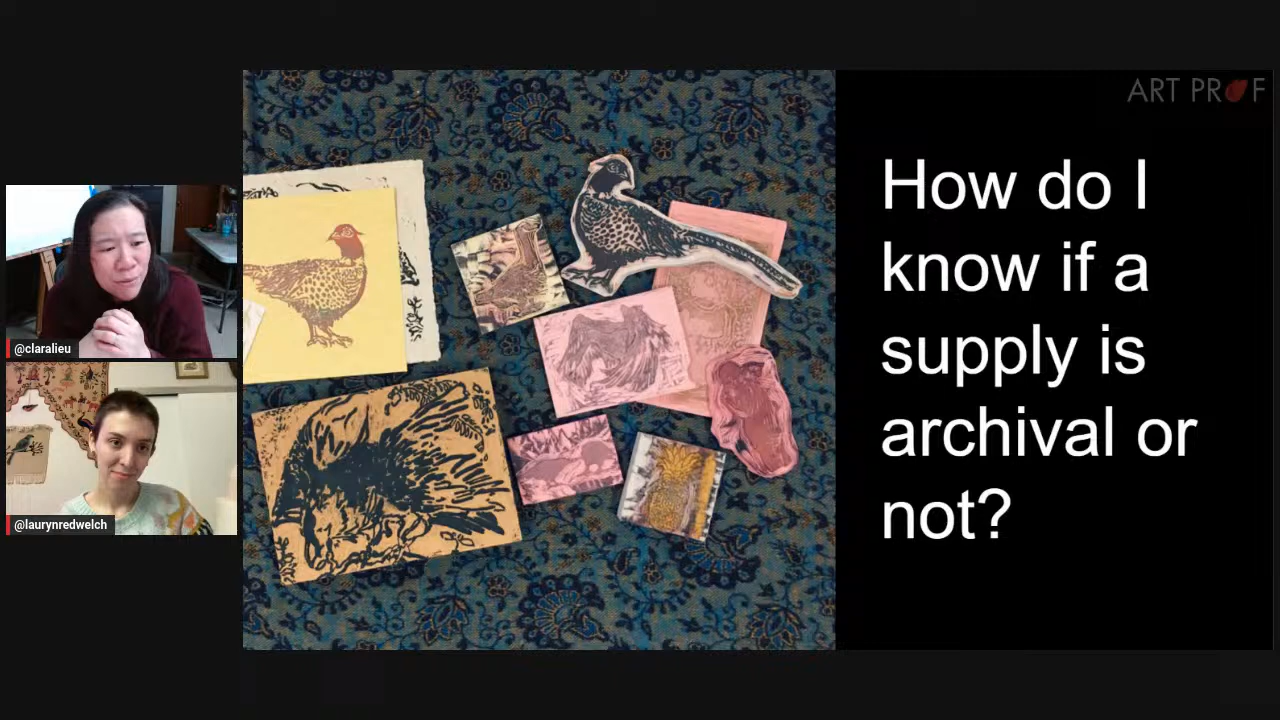 ART PROF
How do I
know if a
supply is
archival or
not?
@claralieu
@laurynredwelch